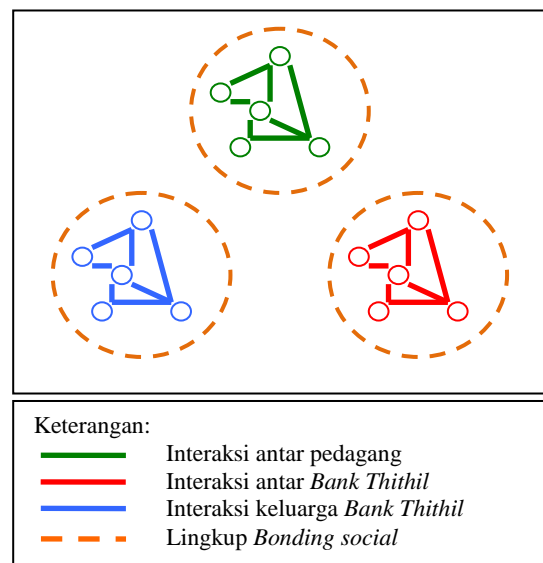 Keterangan:
Interaksi antar pedagang
Interaksi antar Bank Thithil
Interaksi keluarga Bank Thithil
Lingkup Bonding social